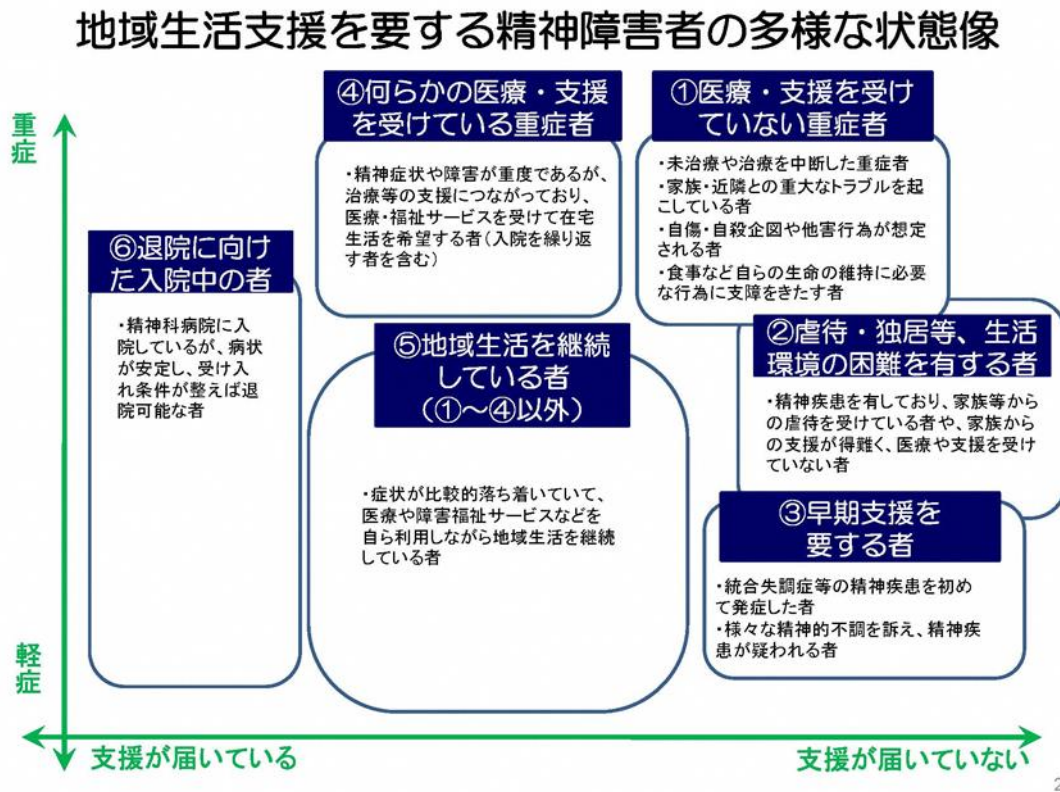 地域生活支援を要する精神障害者の多様な状態像
重症
④何らかの医療・支援
を受けている重症者
・精神症状や障害が重度であるが、
治療等の支援につながっており、
医療・福祉サービスを受けて在宅
生活を希望する者(入院を繰り返
す者を含む)
①医療・支援を受け
ていない重症者
・未治療や治療を中断した重症者
・家族・近隣との重大なトラブルを起
こしている者
・自傷・自殺企図や他害行為が想定
される者
・食事など自らの生命の維持に必要
な行為に支障をきたす者
⑥退院に向け
た入院中の者
・精神科病院に入
院しているが、病状
が安定し、受け入
れ条件が整えば退
院可能な者
⑤地域生活を継続
している者
(①～④以外)
・症状が比較的落ち着いていて、
医療や障害福祉サービスなどを
自ら利用しながら地域生活を継続
している者
②虐待・独居等、生活
環境の困難を有する者
・精神疾患を有しており、家族等から
の虐待を受けている者や、家族から
の支援が得難く、医療や支援を受け
ていない者
③早期支援を
要する者
・統合失調症等の精神疾患を初め
て発症した者
・様々な精神的不調を訴え、精神疾
患が疑われる者
軽症
支援が届いている
支援が届いていない
2